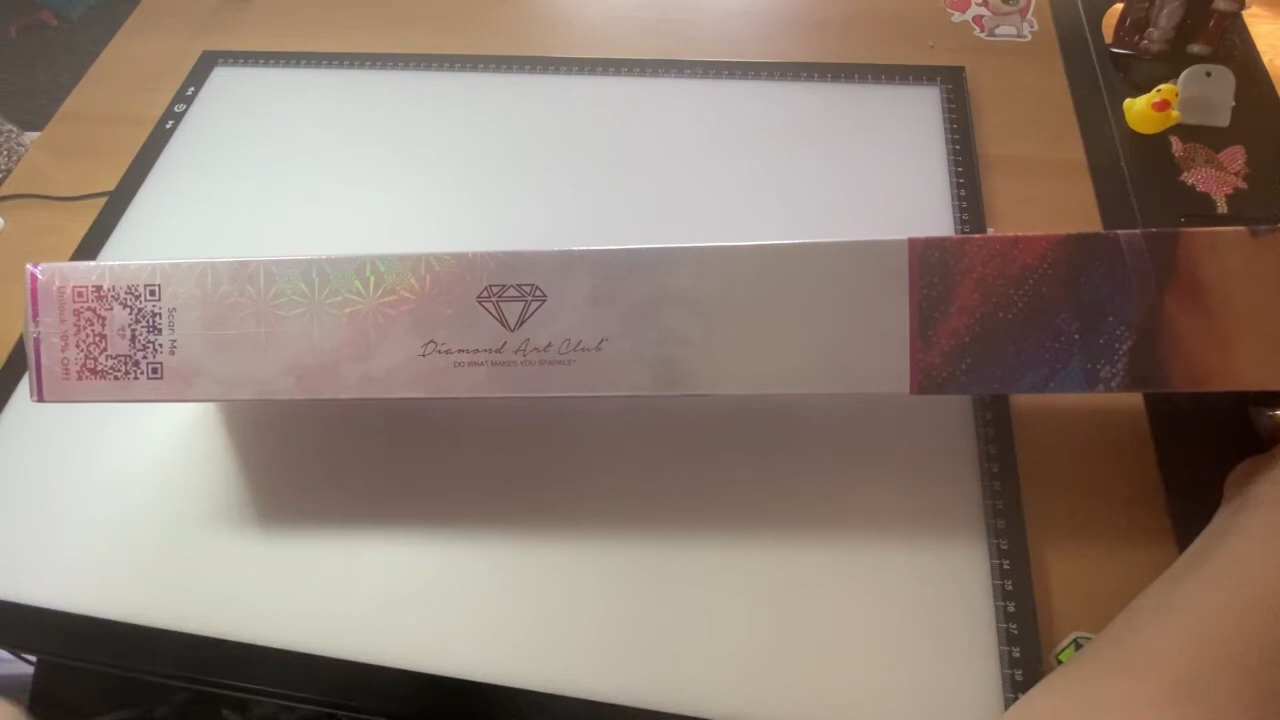 Unlock 10% Off!
Scan Me
Diamond Art Club
DO WHAT MAKES YOU SPARKLE